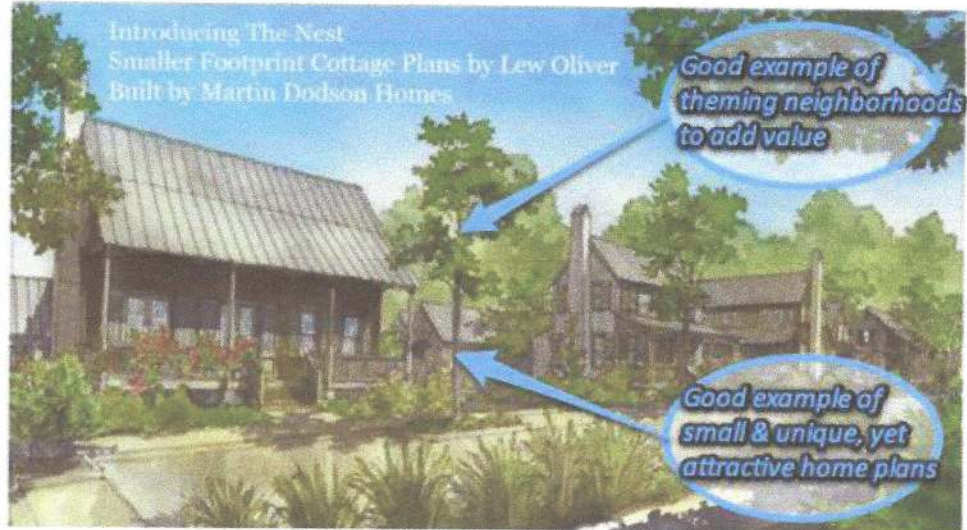 Introducing The Nest
Smaller Footprint Cottage Plans by Lew Oliver
Built by Martin Dodson Homes
Good example of
theming neighborhoods
to add value
Good example of
small & unique, yet
attractive home plans